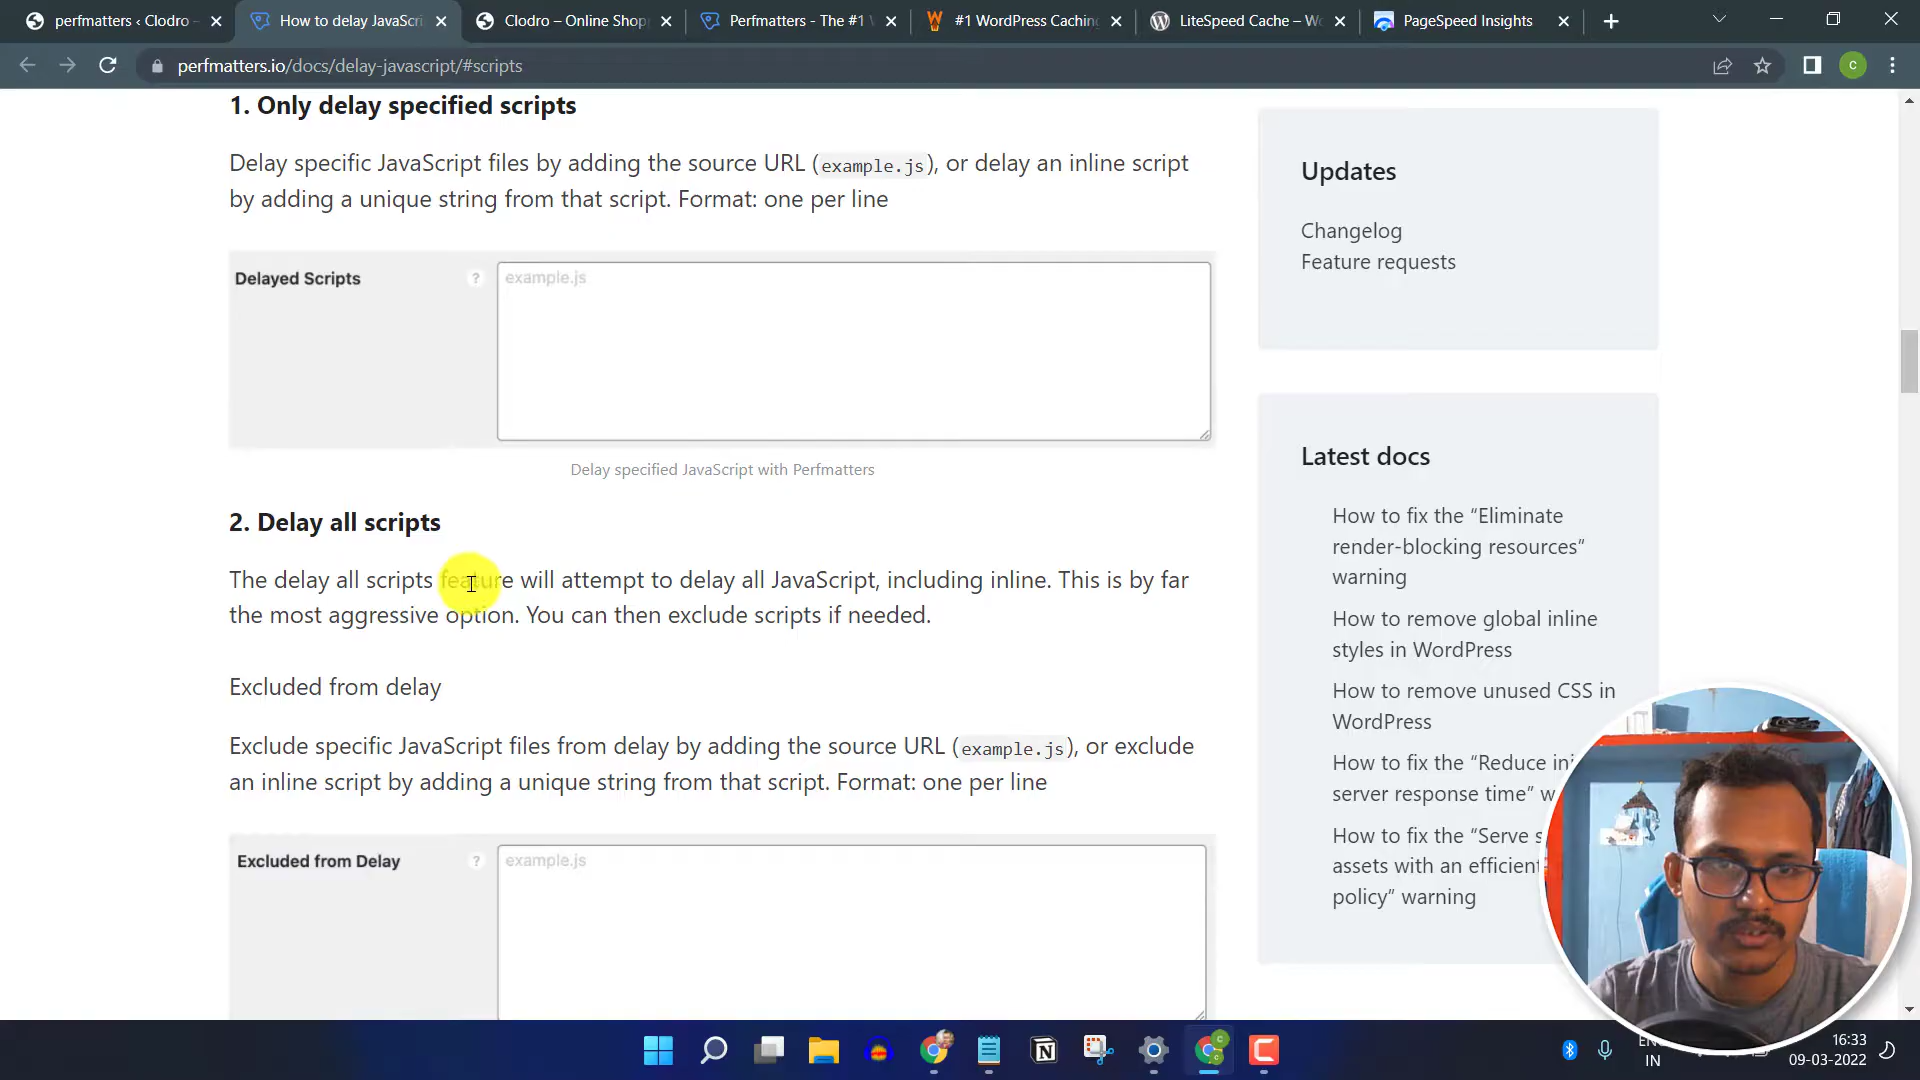 perfmatters ‹ Clodro –
How to delay JavaScri
Clodro – Online Shop
Perfmatters - The #1 W
#1 WordPress Caching
LiteSpeed Cache – Wo
PageSpeed Insights
perfmatters.io/docs/delay-javascript/#scripts
C
1. Only delay specified scripts
Delay specific JavaScript files by adding the source URL (example.js), or delay an inline script
by adding a unique string from that script. Format: one per line
Delayed Scripts ?
example.js
Delay specified JavaScript with Perfmatters
2. Delay all scripts
The delay all scripts feature will attempt to delay all JavaScript, including inline. This is by far
the most aggressive option. You can then exclude scripts if needed.
Excluded from delay
Exclude specific JavaScript files from delay by adding the source URL (example.js), or exclude
an inline script by adding a unique string from that script. Format: one per line
Excluded from Delay ?
example.js
Updates
Changelog
Feature requests
Latest docs
How to fix the “Eliminate
render-blocking resources”
warning
How to remove global inline
styles in WordPress
How to remove unused CSS in
WordPress
How to fix the “Reduce ini
server response time” w
How to fix the “Serve s
assets with an efficient
policy” warning
IN
16:33
09-03-2022